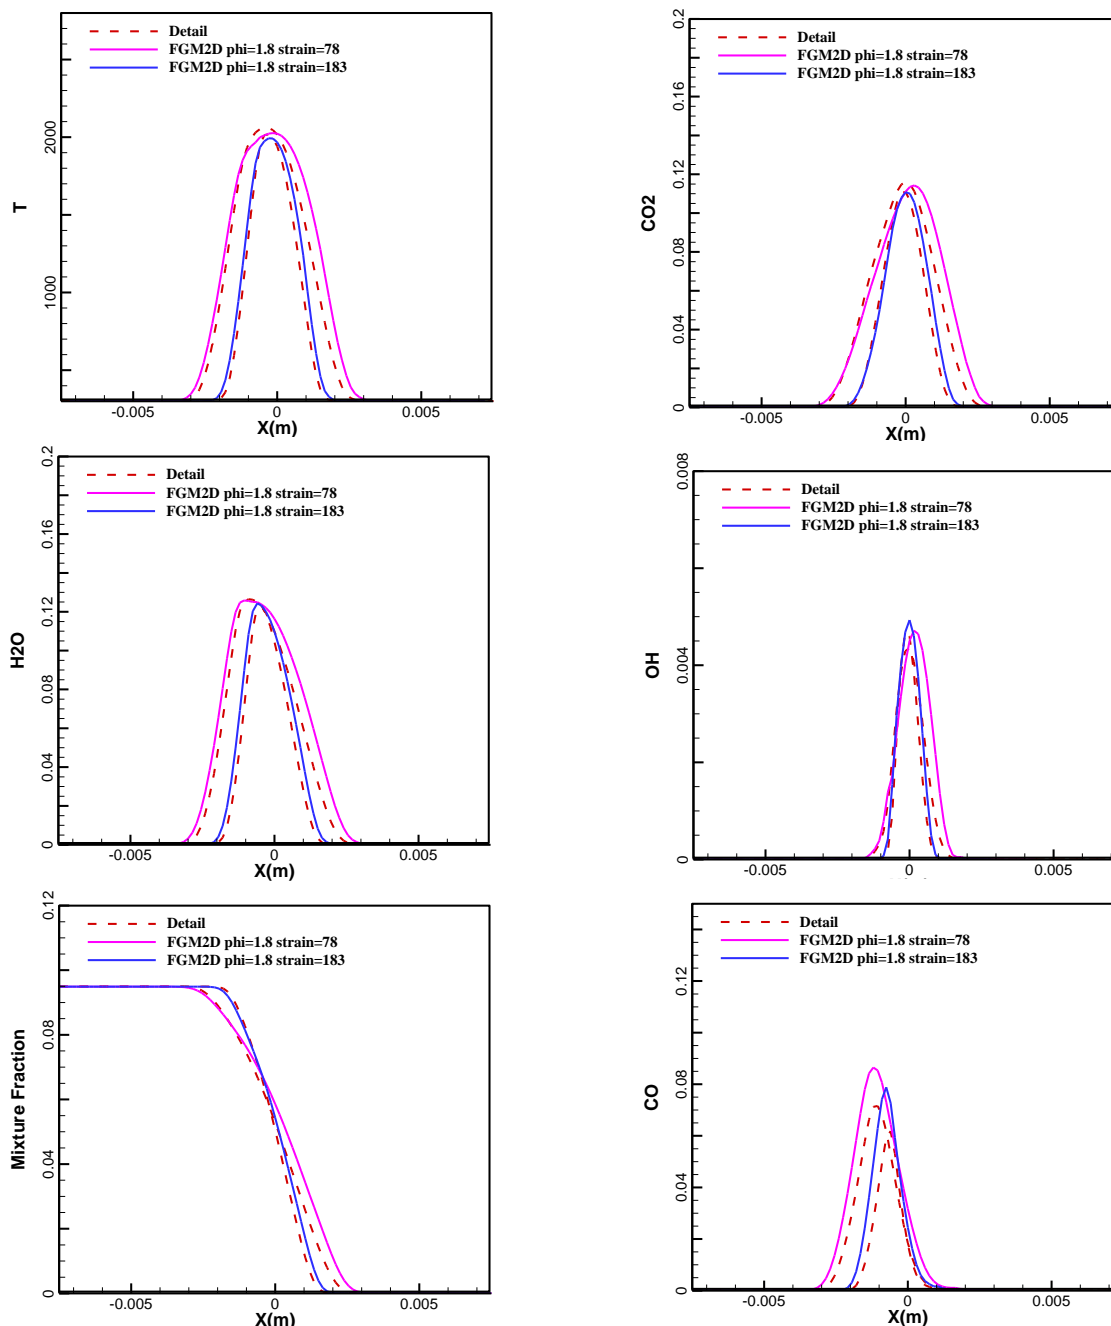 Detail
FGM2D phi=1.8 strain=78
FGM2D phi=1.8 strain=183
2000
1000
T
-0.005
0
0.005
X(m)
Detail
FGM2D phi=1.8 strain=78
FGM2D phi=1.8 strain=183
0.2
0.16
0.12
0.08
0.04
0
CO2
-0.005
0
0.005
X(m)
Detail
FGM2D phi=1.8 strain=78
FGM2D phi=1.8 strain=183
0.2
0.16
0.12
0.08
0.04
0
H2O
-0.005
0
0.005
X(m)
Detail
FGM2D phi=1.8 strain=78
FGM2D phi=1.8 strain=183
0.008
0.004
0
OH
-0.005
0
0.005
Detail
FGM2D phi=1.8 strain=78
FGM2D phi=1.8 strain=183
0.12
0.08
0.04
0
Mixture Fraction
-0.005
0
0.005
X(m)
Detail
FGM2D phi=1.8 strain=78
FGM2D phi=1.8 strain=183
0.12
0.08
0.04
0
CO
-0.005
0
0.005
X(m)